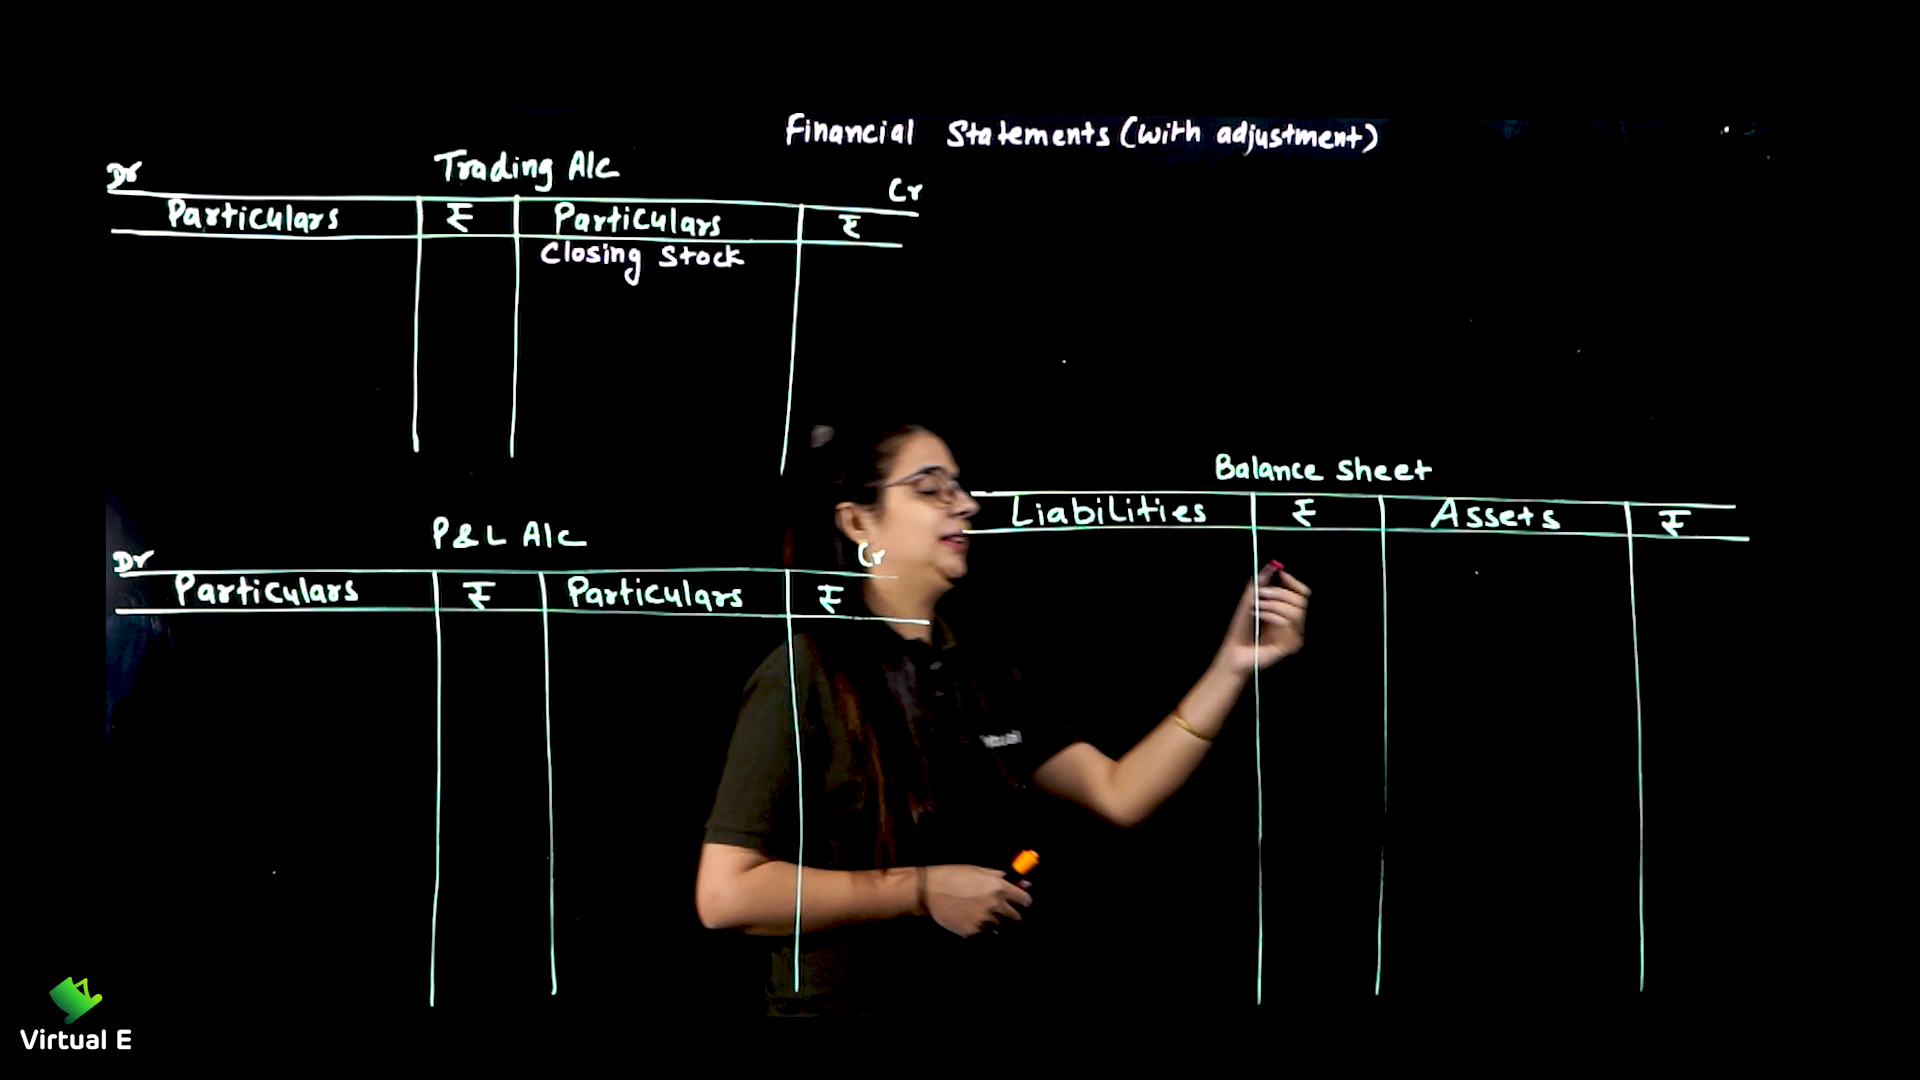 Financial Statements (with adjustment)
Trading A/c
Dr
Cr
Particulars ₹ Particulars ₹
Closing Stock
Balance Sheet
Liabilities ₹ Assets ₹
P & L A/c
Dr
Cr
Particulars ₹ Particulars ₹
Virtual E